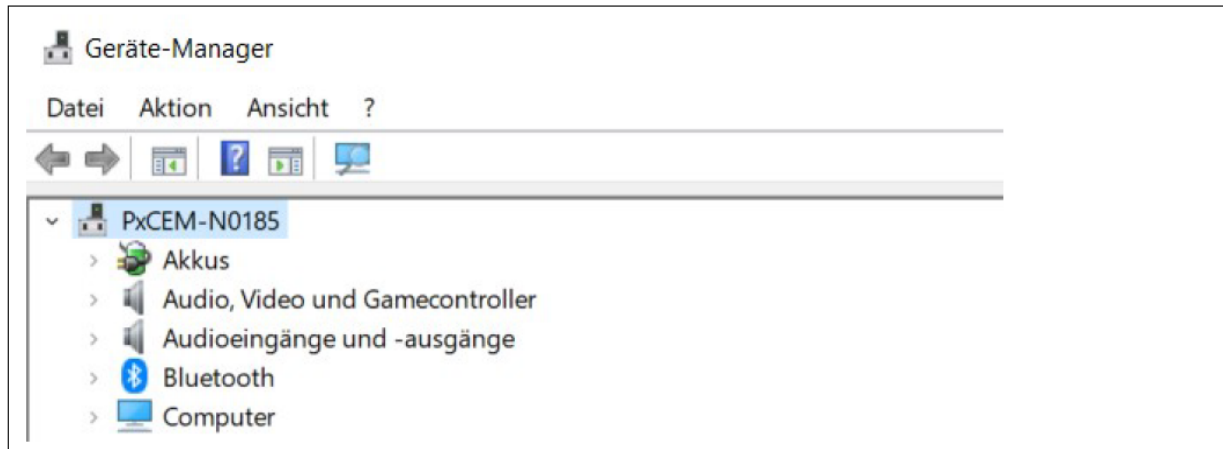 Geräte-Manager
Datei Aktion Ansicht ?
PxCEM-N0185
Akkus
Audio, Video und Gamecontroller
Audioeingänge und -ausgänge
Bluetooth
Computer